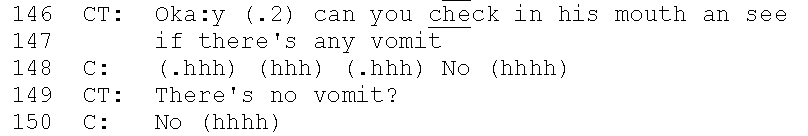 146 CT: Oka:y (.2) can you check in his mouth an see
147 if there's any vomit
148 C: (.hhh) (hhh) (.hhh) No (hhhh)
149 CT: There's no vomit?
150 C: No (hhhh)